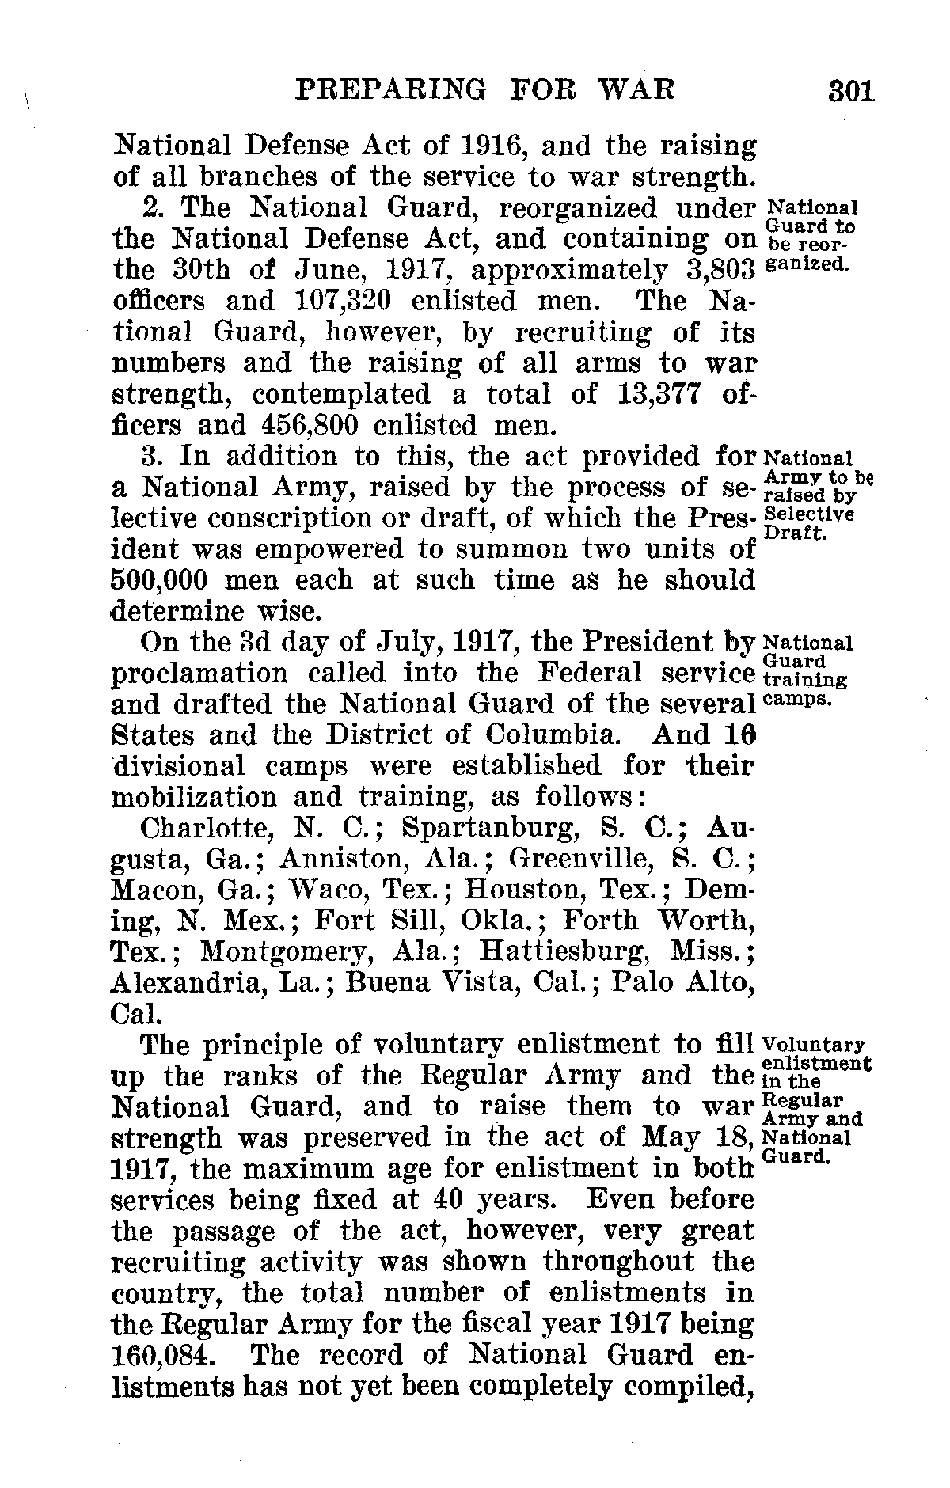 PREPARING FOR WAR 301
National Defense Act of 1916, and the raising
of all branches of the service to war strength.
2. The National Guard, reorganized under
the National Defense Act, and containing on
the 30th of June, 1917, approximately 3,803
officers and 107,320 enlisted men. The Na-
tional Guard, however, by recruiting of its
numbers and the raising of all arms to war
strength, contemplated a total of 13,377 of-
ficers and 456,800 enlisted men.
National
Guard to
be reor-
ganized.
3. In addition to this, the act provided for
a National Army, raised by the process of se-
lective conscription or draft, of which the Pres-
ident was empowered to summon two units of
500,000 men each at such time as he should
determine wise.
National
Army to be
raised by
Selective
Draft.
On the 3d day of July, 1917, the President by
proclamation called into the Federal service
and drafted the National Guard of the several
States and the District of Columbia. And 16
divisional camps were established for their
mobilization and training, as follows:
National
Guard
training
camps.
Charlotte, N. C.; Spartanburg, S. C.; Au-
gusta, Ga.; Anniston, Ala.; Greenville, S. C.;
Macon, Ga.; Waco, Tex.; Houston, Tex.; Dem-
ing, N. Mex.; Fort Sill, Okla.; Forth Worth,
Tex.; Montgomery, Ala.; Hattiesburg, Miss.;
Alexandria, La.; Buena Vista, Cal.; Palo Alto,
Cal.
The principle of voluntary enlistment to fill
up the ranks of the Regular Army and the
National Guard, and to raise them to war
strength was preserved in the act of May 18,
1917, the maximum age for enlistment in both
services being fixed at 40 years. Even before
the passage of the act, however, very great
recruiting activity was shown throughout the
country, the total number of enlistments in
the Regular Army for the fiscal year 1917 being
160,084. The record of National Guard en-
listments has not yet been completely compiled,
Voluntary
enlistment
in the
Regular
Army and
National
Guard.